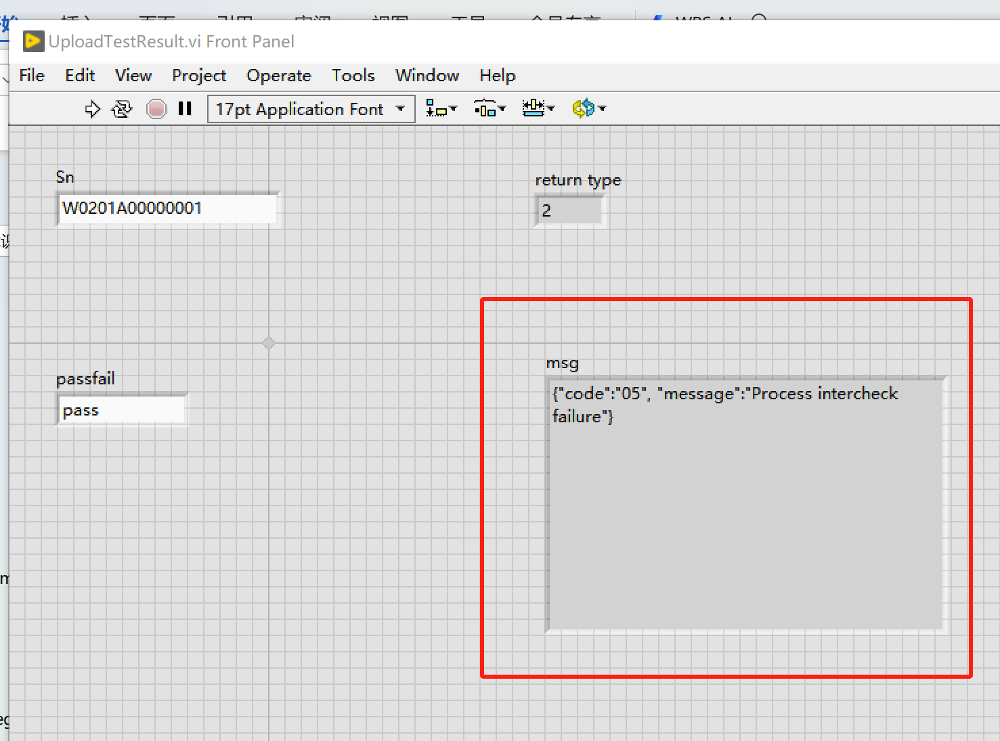 UploadTestResult.vi Front Panel
File Edit View Project Operate Tools Window Help
17pt Application Font
Sn
W0201A00000001
return type
2
passfail
pass
msg
{"code":"05", "message":"Process intercheck
failure"}